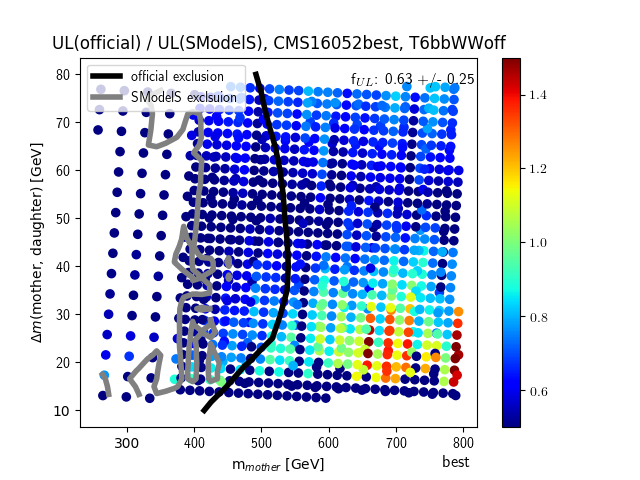 UL(official) / UL(SModelS), CMS16052best, T6bbWWoff
official exclusion
SModelS exclsuion
f_UL: 0.63 +/- 0.25
Δm(mother, daughter) [GeV]
80
70
60
50
40
30
20
10
300
400
500
600
700
800
m_mother [GeV]
best
1.4
1.2
1.0
0.8
0.6